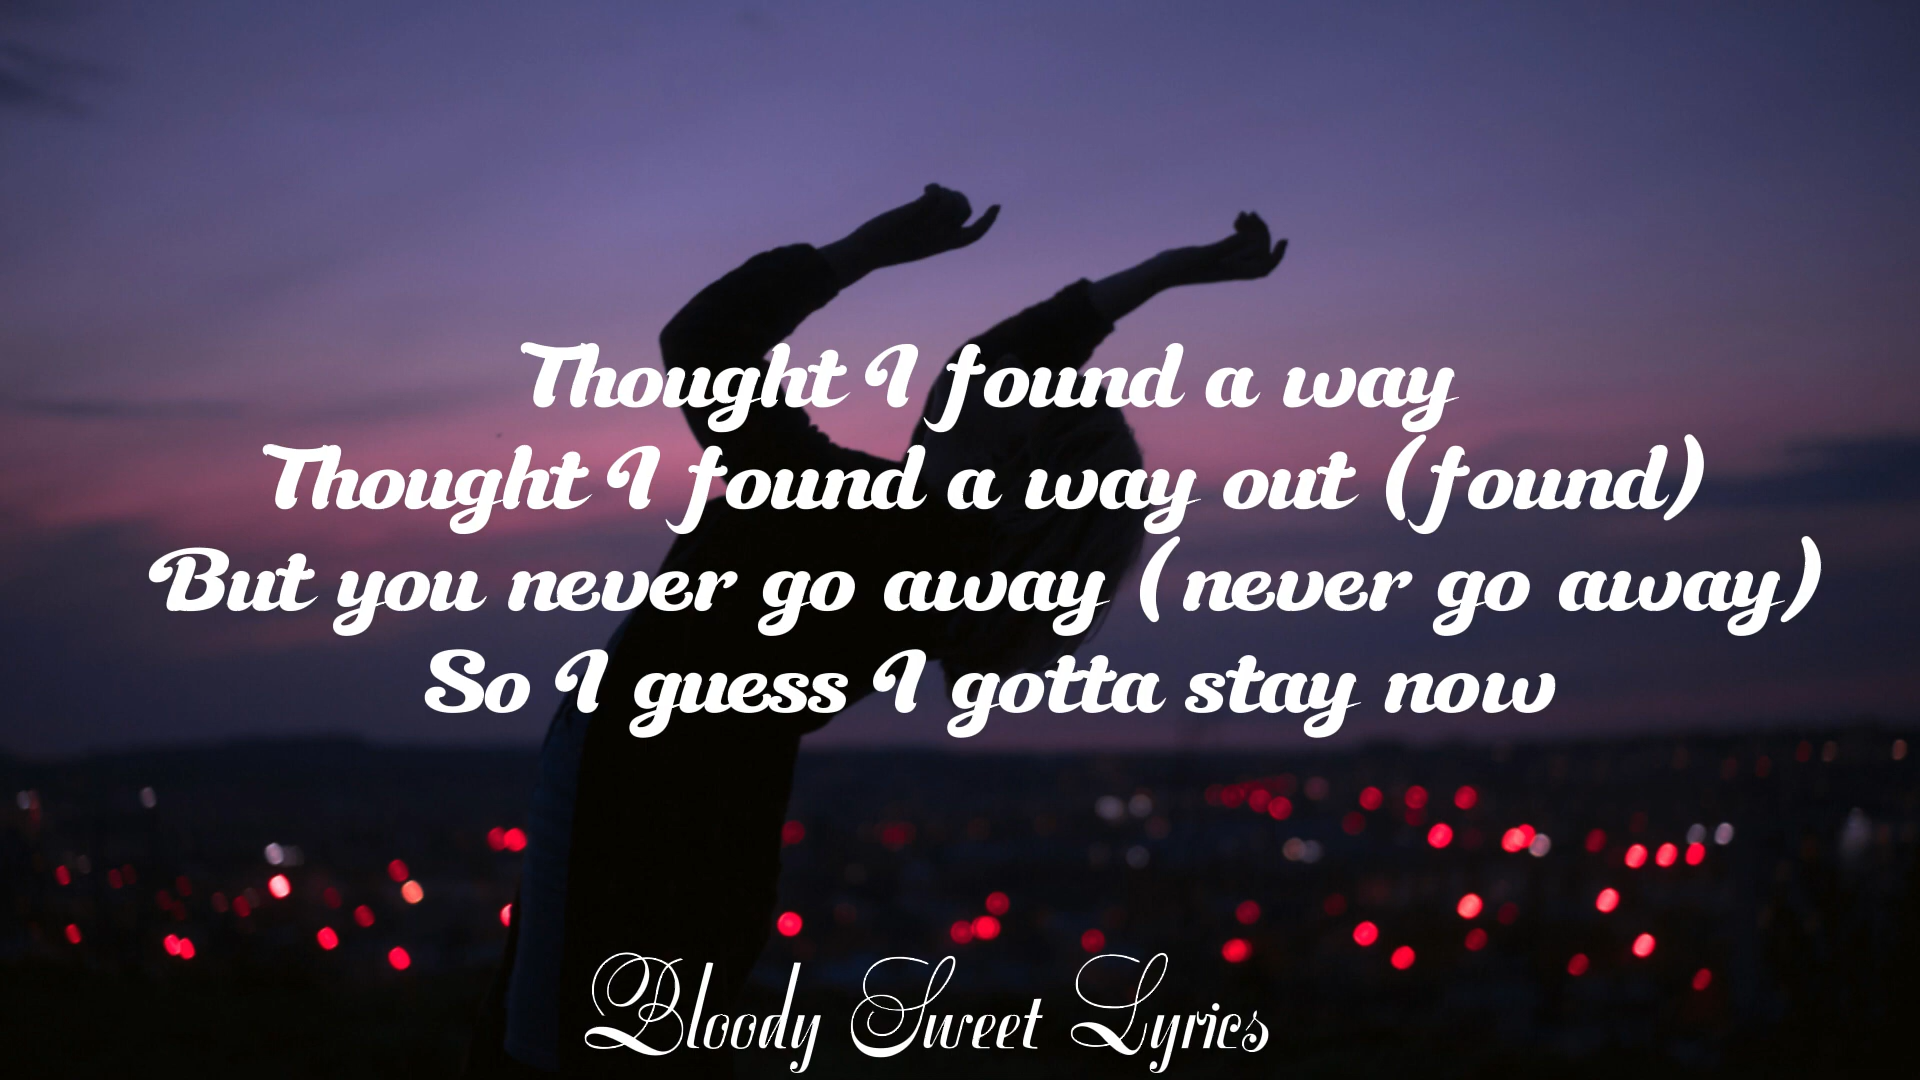 Thought I found a way
Thought I found a way out (found)
But you never go away (never go away)
So I guess I gotta stay now
Bloody Sweet Lyrics